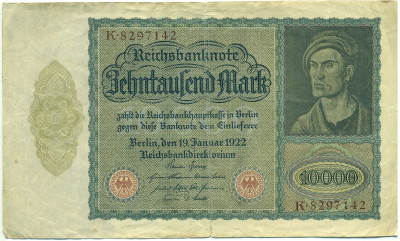 K·8297142
Reichsbanknote
Zehntausend Mark
zahlt die Reichsbankhauptkasse in Berlin
gegen diese Banknote dem Einlieferer
Berlin, den 19. Januar 1922
Reichsbankdirektorium
10000
K·8297142